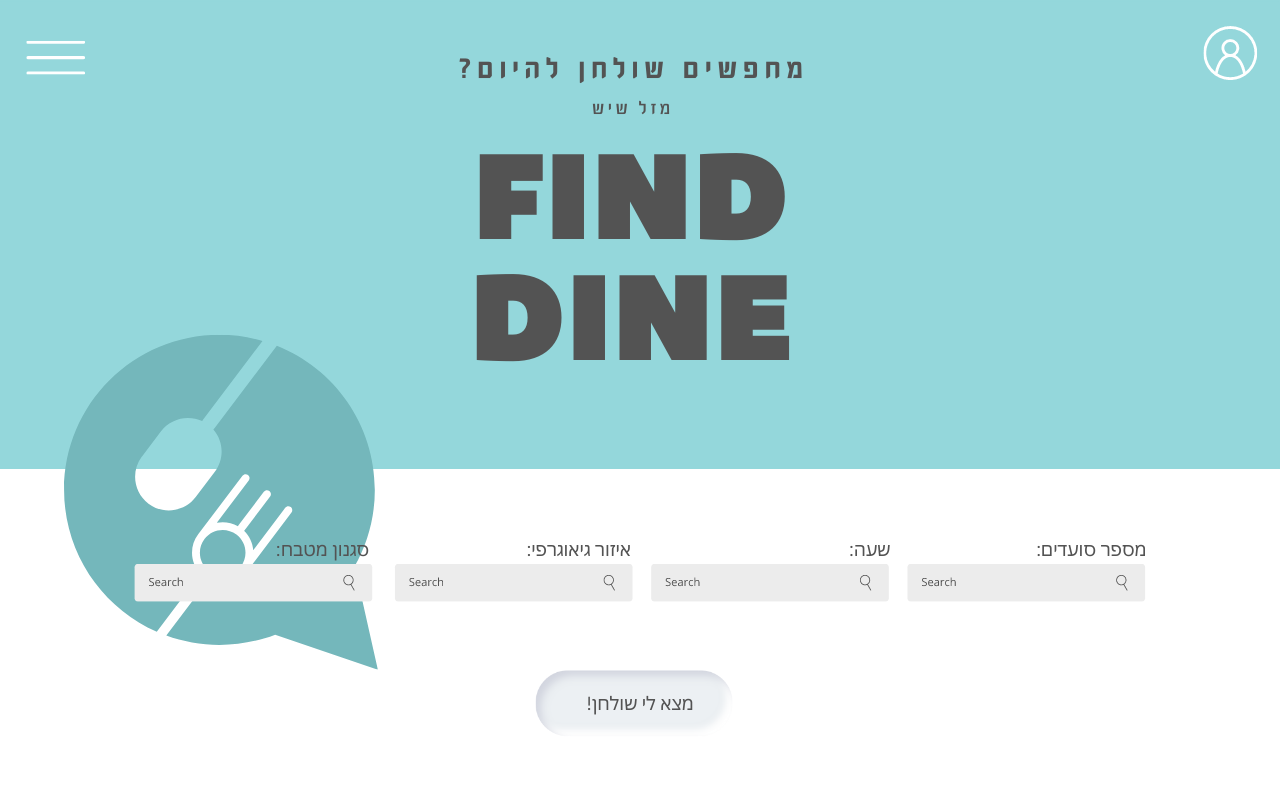 מחפשים שולחן להיום?
מזל שיש
FIND
DINE
מספר סועדים:
שעה:
איזור גיאוגרפי:
סגנון מטבח:
Search
Search
Search
Search
מצא לי שולחן!